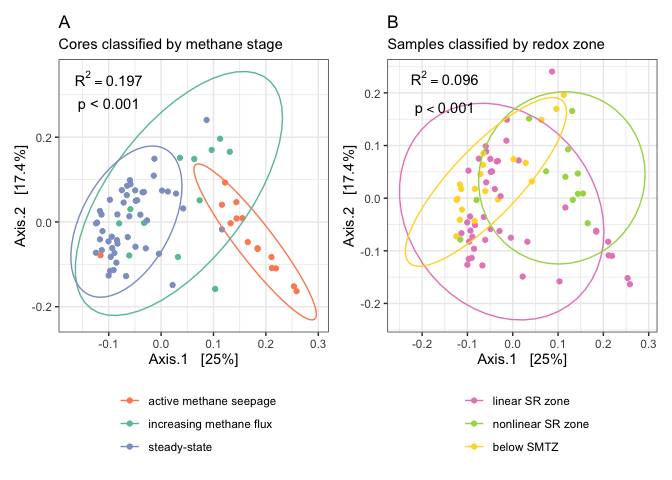 A
Cores classified by methane stage
R² = 0.197
p < 0.001
Axis.2 [17.4%]
0.2
0.0
-0.2
-0.1
0.0
0.1
0.2
0.3
Axis.1 [25%]
active methane seepage
increasing methane flux
steady-state
B
Samples classified by redox zone
R² = 0.096
p < 0.001
Axis.2 [17.4%]
0.2
0.1
0.0
-0.1
-0.2
-0.2
-0.1
0.0
0.1
0.2
0.3
Axis.1 [25%]
linear SR zone
nonlinear SR zone
below SMTZ